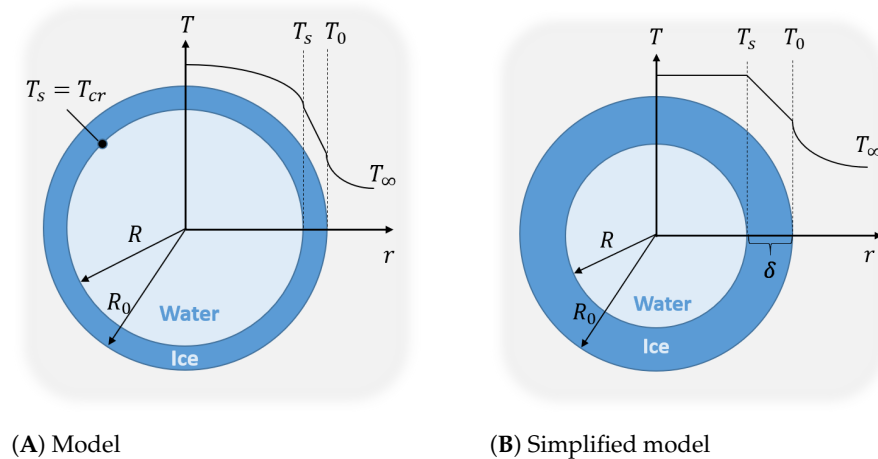 T
T_s
T_0
T_s = T_cr
T_∞
R
r
R_0
Water
Ice
(A) Model
T
T_s
T_0
T_∞
R
r
δ
R_0
Water
Ice
(B) Simplified model